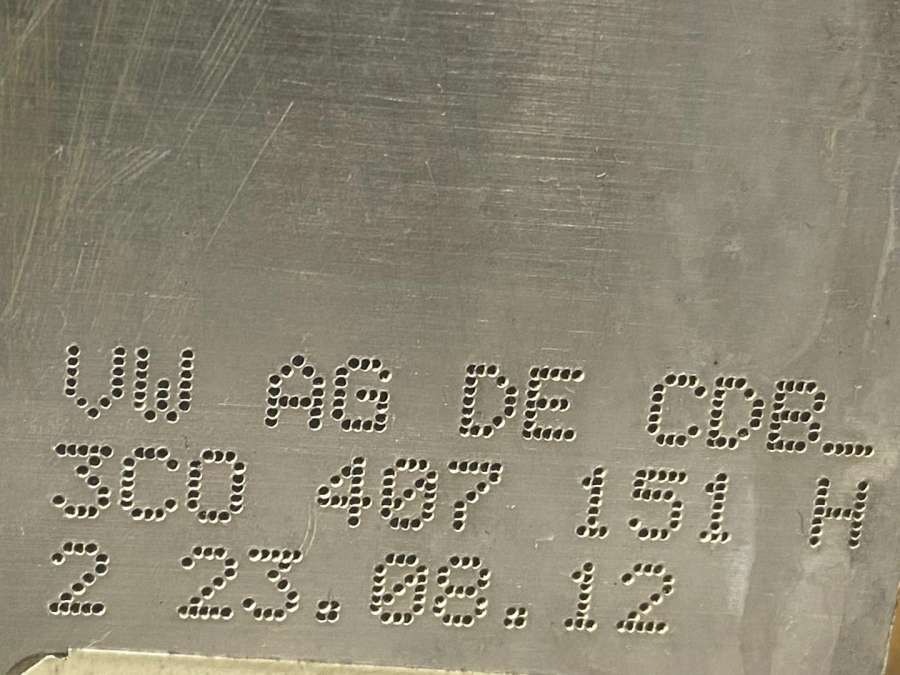 VW AG DE CDB_
3C0 407 151 H
2 23.08.12